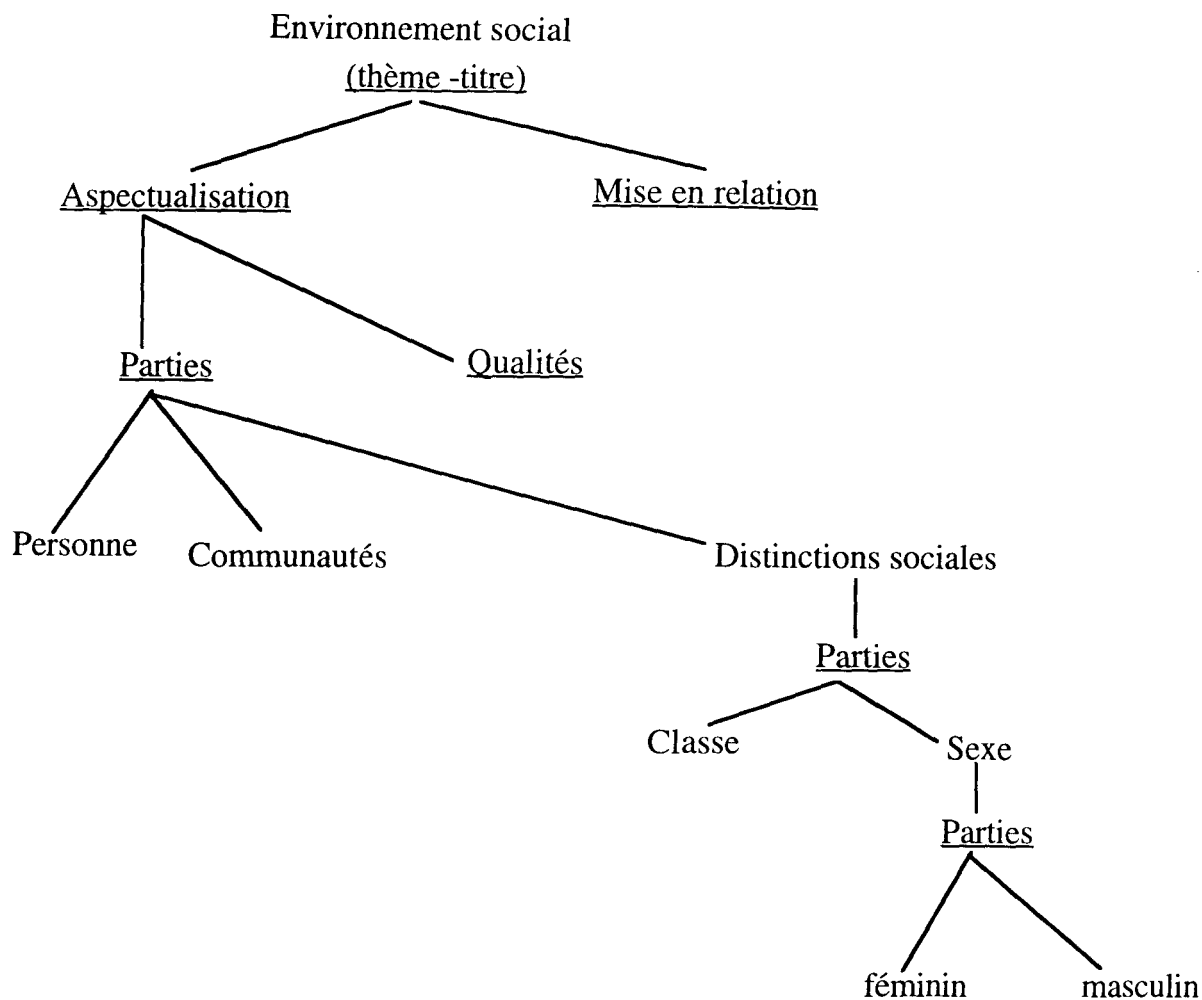 Environnement social
(thème -titre)
Aspectualisation
Mise en relation
Parties
Qualités
Personne
Communautés
Distinctions sociales
Parties
Classe
Sexe
Parties
féminin
masculin